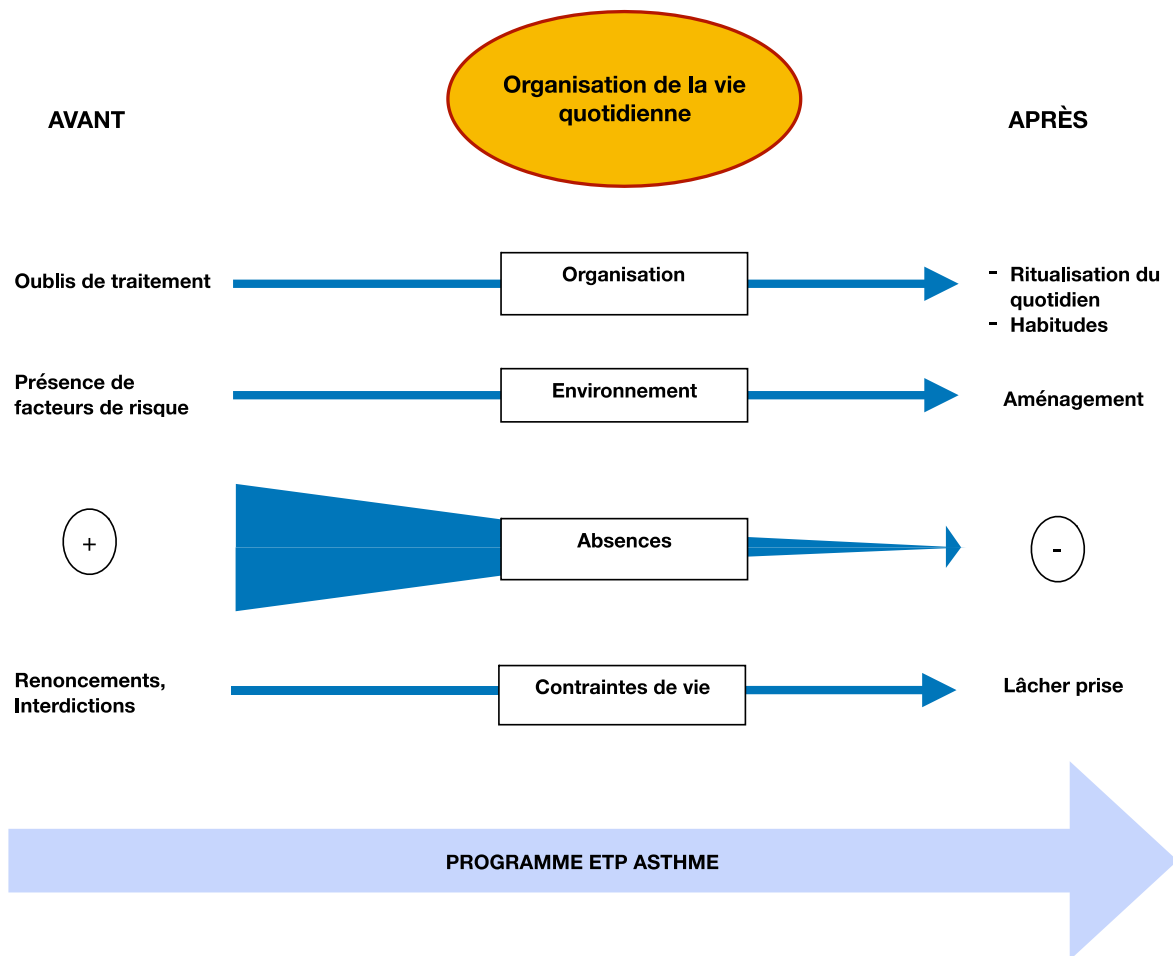 Organisation de la vie
quotidienne
AVANT
APRÈS
Oublis de traitement
Organisation
- Ritualisation du
quotidien
- Habitudes
Présence de
facteurs de risque
Environnement
Aménagement
+
Absences
-
Renoncements,
Interdictions
Contraintes de vie
Lâcher prise
PROGRAMME ETP ASTHME